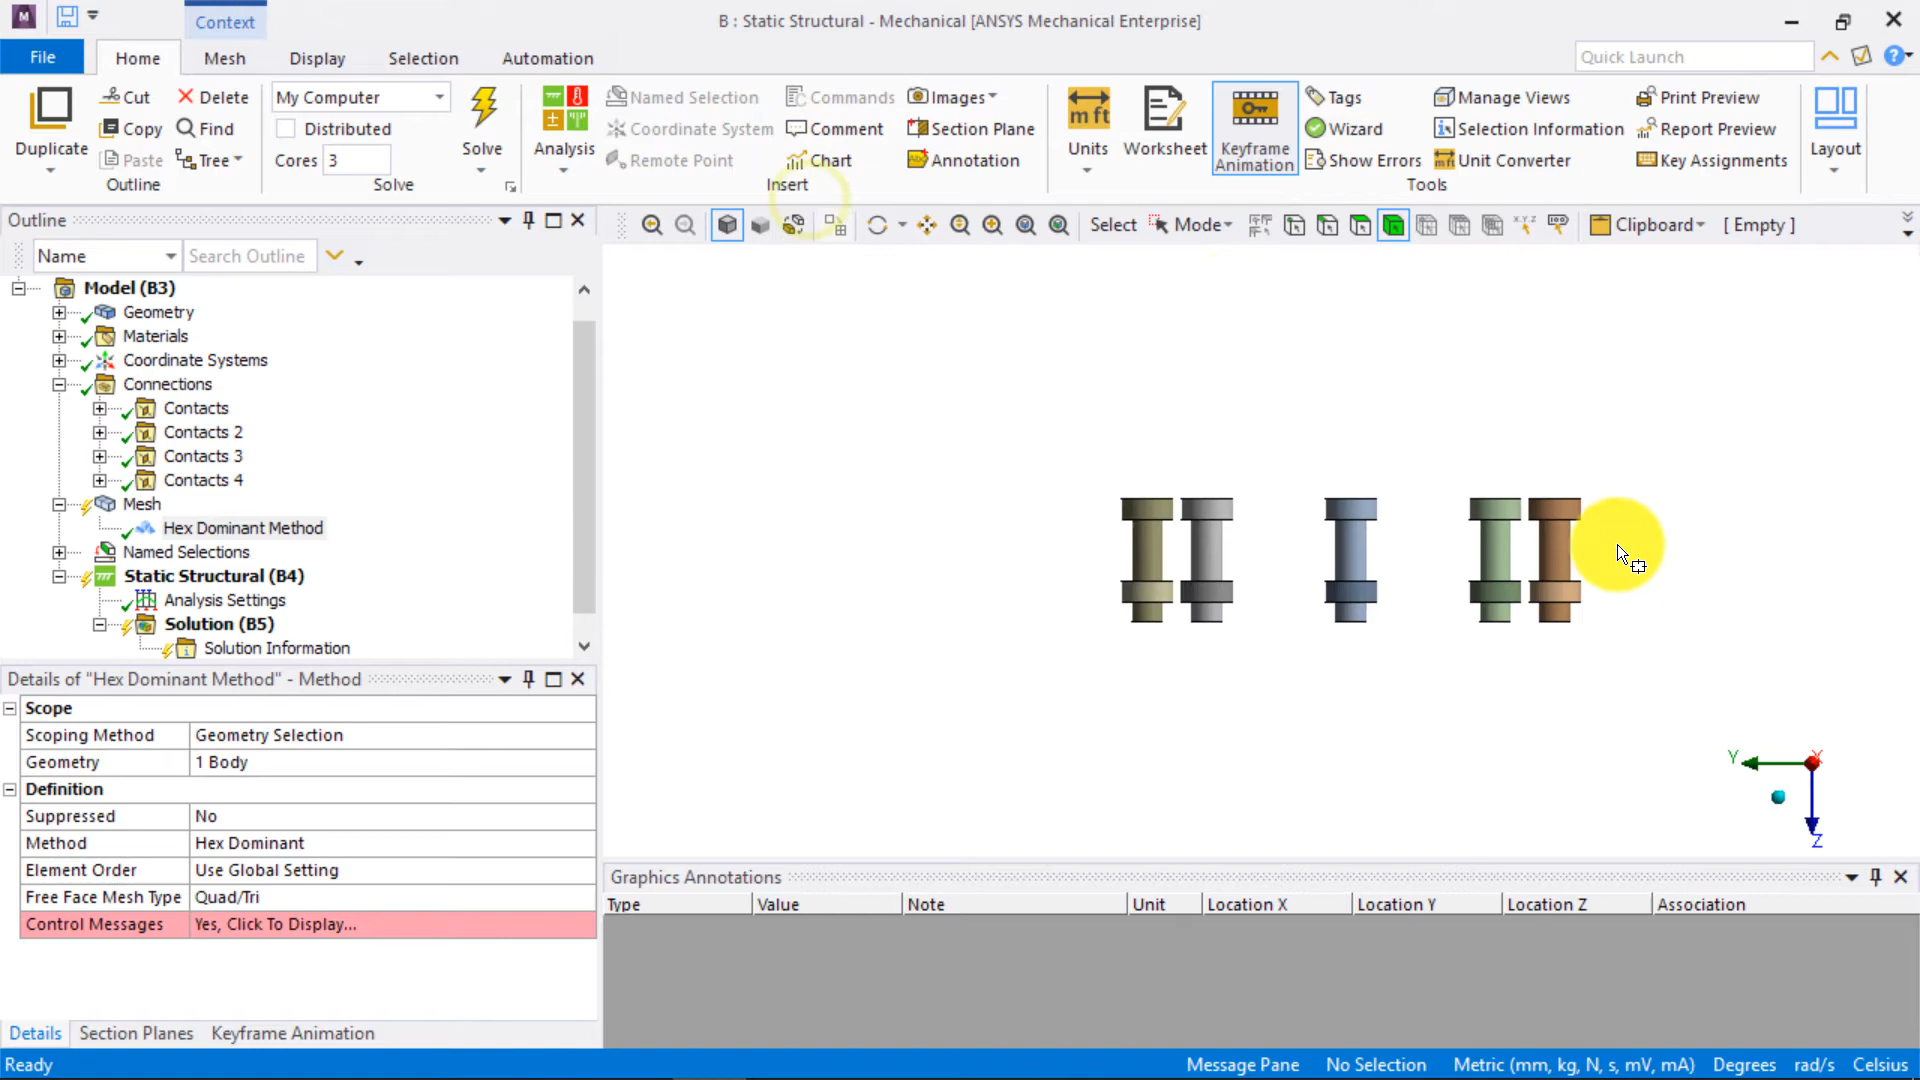 M Context B : Static Structural - Mechanical [ANSYS Mechanical Enterprise]
File Home Mesh Display Selection Automation Quick Launch
Duplicate
Cut Delete
Copy Find
Paste Tree
Outline
My Computer
Distributed
Cores 3
Solve
Solve
Analysis
Named Selection Commands Images
Coordinate System Comment Section Plane
Remote Point Chart Annotation
Insert
Units Worksheet Keyframe Animation
Tags Manage Views Print Preview
Wizard Selection Information Report Preview
Show Errors Unit Converter Key Assignments
Tools
Layout
Outline
Name Search Outline
Select Mode Clipboard [ Empty ]
Model (B3)
Geometry
Materials
Coordinate Systems
Connections
Contacts
Contacts 2
Contacts 3
Contacts 4
Mesh
Hex Dominant Method
Named Selections
Static Structural (B4)
Analysis Settings
Solution (B5)
Solution Information
Details of "Hex Dominant Method" - Method
Scope
Scoping Method Geometry Selection
Geometry 1 Body
Definition
Suppressed No
Method Hex Dominant
Element Order Use Global Setting
Free Face Mesh Type Quad/Tri
Control Messages Yes, Click To Display...
Details Section Planes Keyframe Animation
Y X
Z
Graphics Annotations
Type Value Note Unit Location X Location Y Location Z Association
Ready Message Pane No Selection Metric (mm, kg, N, s, mV, mA) Degrees rad/s Celsius